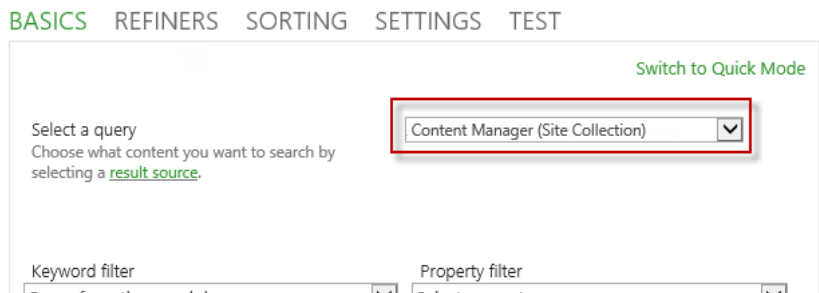 BASICS REFINERS SORTING SETTINGS TEST
Switch to Quick Mode
Select a query
Content Manager (Site Collection)
Choose what content you want to search by
selecting a result source.
Keyword filter
Property filter